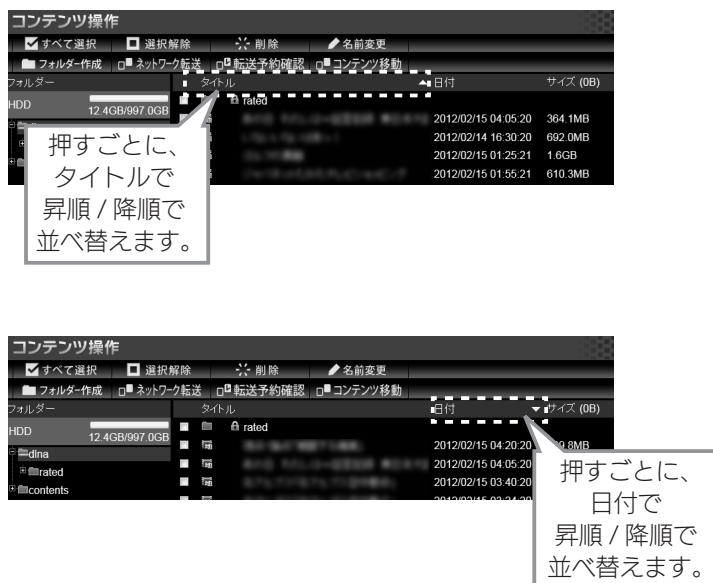 コンテンツ操作
すべて選択 選択解除 削除 名前変更
フォルダー作成 ネットワーク転送 転送予約確認 コンテンツ移動
フォルダー タイトル 日付 サイズ (0B)
HDD 12.4GB/997.0GB
rated
2012/02/15 04:05:20 364.1MB
2012/02/14 16:30:20 692.0MB
2012/02/15 01:25:21 1.6GB
2012/02/15 01:55:21 610.3MB
押すごとに、
タイトルで
昇順 / 降順で
並べ替えます。
コンテンツ操作
すべて選択 選択解除 削除 名前変更
フォルダー作成 ネットワーク転送 転送予約確認 コンテンツ移動
フォルダー タイトル 日付 サイズ (0B)
HDD 12.4GB/997.0GB
rated
dlna 2012/02/15 04:20:20
rated 2012/02/15 04:05:20
contents 2012/02/15 03:40:20
押すごとに、
日付で
昇順 / 降順で
並べ替えます。